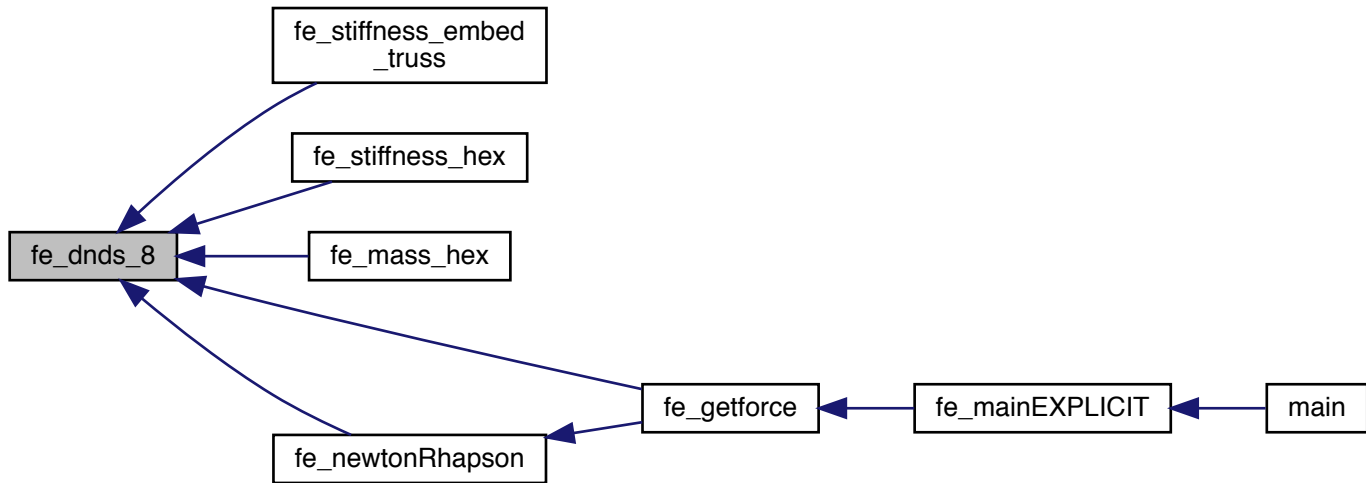 fe_stiffness_embed
_truss
fe_stiffness_hex
fe_dnds_8
fe_mass_hex
fe_getforce
fe_mainEXPLICIT
main
fe_newtonRhapson